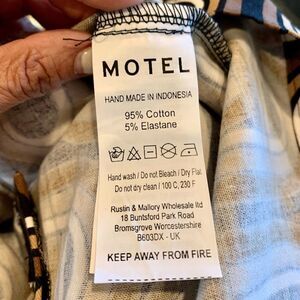 MOTEL
HAND MADE IN INDONESIA
95% Cotton
5% Elastane
Hand wash / Do not Bleach / Dry Flat
Do not dry clean / 100 C, 230 F
Rustin & Mallory Wholesale ltd
18 Buntsford Park Road
Bromsgrove Worcestershire
B603DX - UK
KEEP AWAY FROM FIRE